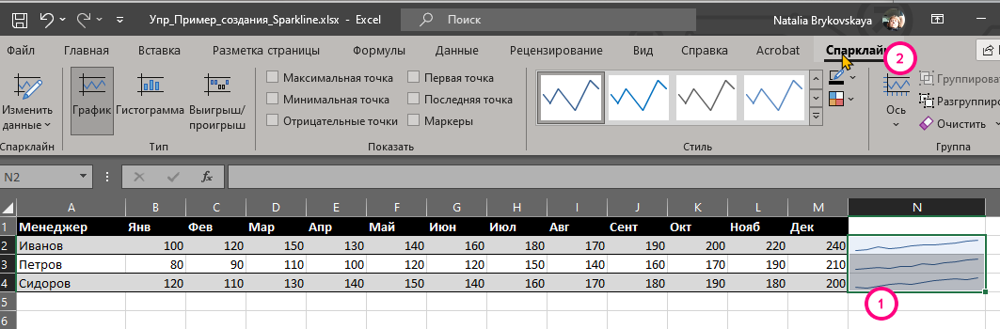 Упр_Пример_создания_Sparkline.xlsx - Excel
Поиск
Natalia Brykovskaya
Файл Главная Вставка Разметка страницы Формулы Данные Рецензирование Вид Справка Acrobat Спарклайн
2
Изменить данные
График
Гистограмма
Выигрыш/проигрыш
Максимальная точка Первая точка
Минимальная точка Последняя точка
Отрицательные точки Маркеры
Ось
Группировать
Разгруппиро
Очистить
Спарклайн Тип Показать Стиль Группа
N2 fx
A B C D E F G H I J K L M N
1 Менеджер Янв Фев Мар Апр Май Июн Июл Авг Сент Окт Нояб Дек
2 Иванов 100 120 150 130 140 160 180 170 190 200 220 240
3 Петров 80 90 110 100 120 120 150 140 160 170 190 210
4 Сидоров 120 110 130 140 150 140 160 170 180 190 180 200
5
1
6